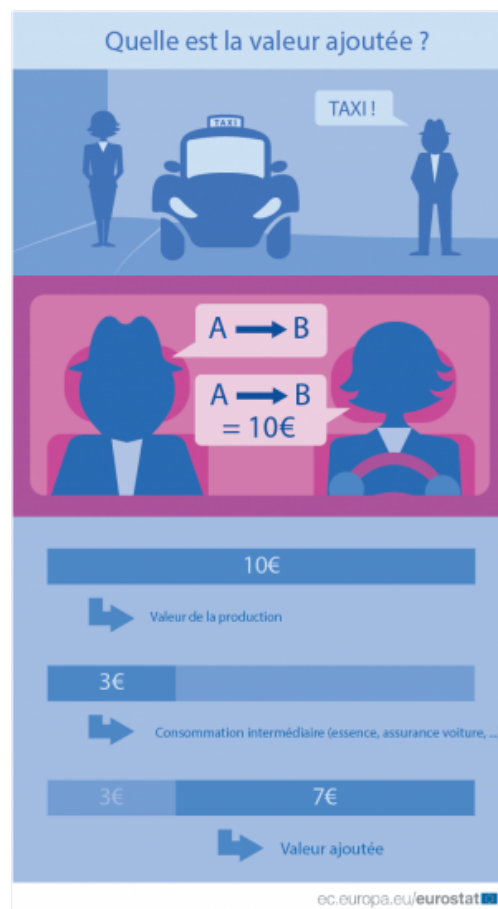 Quelle est la valeur ajoutée ?
TAXI
TAXI !
A → B
A → B
= 10€
10€
Valeur de la production
3€
Consommation intermédiaire (essence, assurance voiture, ...
3€
7€
Valeur ajoutée
ec.europa.eu/eurostat